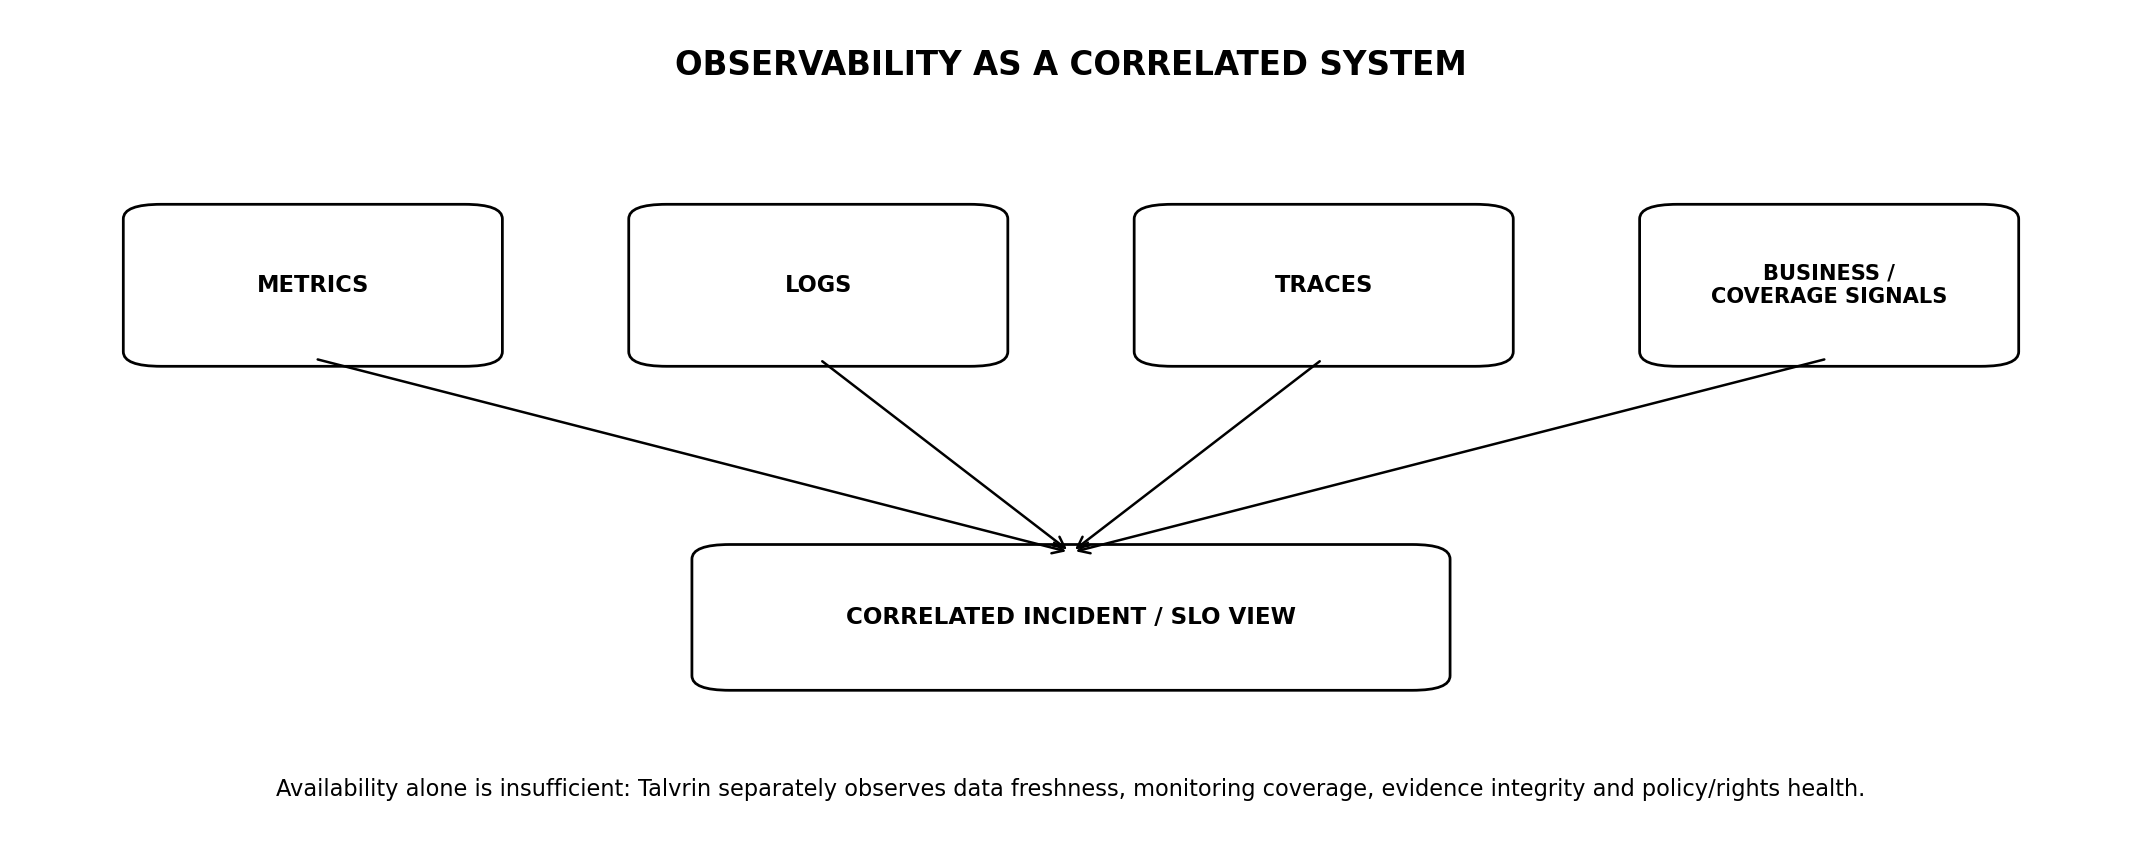 OBSERVABILITY AS A CORRELATED SYSTEM
METRICS
LOGS
TRACES
BUSINESS /
COVERAGE SIGNALS
CORRELATED INCIDENT / SLO VIEW
Availability alone is insufficient: Talvrin separately observes data freshness, monitoring coverage, evidence integrity and policy/rights health.